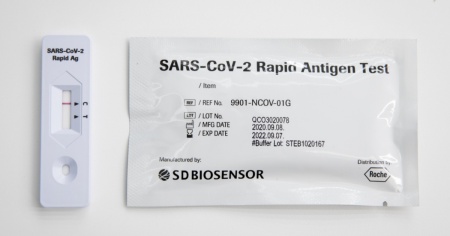 SARS-CoV-2
Rapid Ag
C T
SARS-CoV-2 Rapid Antigen Test
/ Item
REF / REF No. 9901-NCOV-01G
LOT / LOT No. QCO3020078
/ MFG DATE 2020.09.08.
/ EXP DATE 2022.09.07.
#Buffer Lot: STEB1020167
Manufactured by:
SD BIOSENSOR
Distributed by
Roche